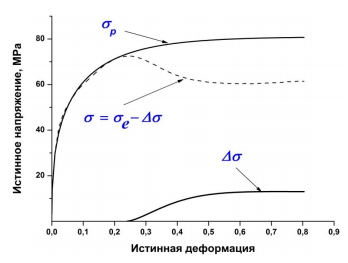 σp
80
60
σ = σe–Δσ
40
Δσ
20
0,0 0,1 0,2 0,3 0,4 0,5 0,6 0,7 0,8 0,9
Истинная деформация
Истинное напряжение, MPa